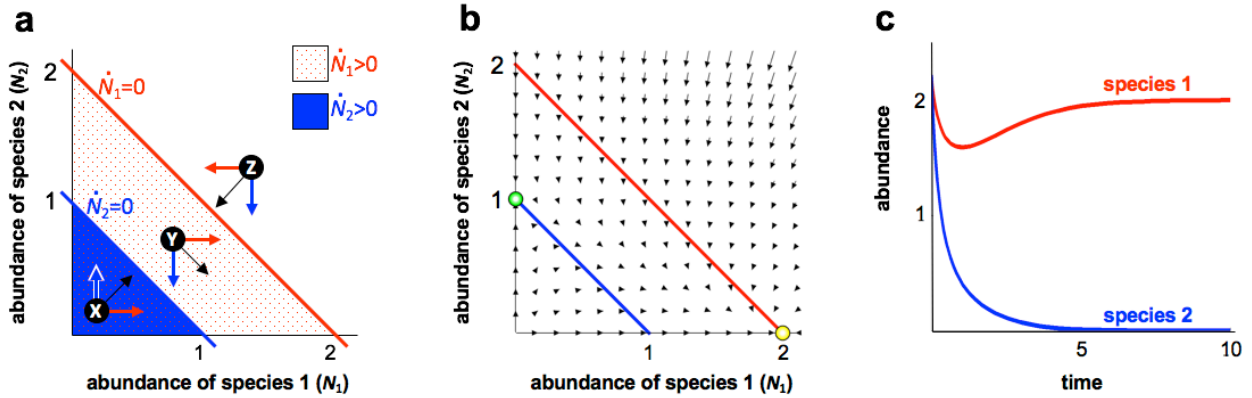 a
abundance of species 2 (N₂)
2
1
Ṅ₁=0
Ṅ₂=0
Ṅ₁>0
Ṅ₂>0
X
Y
Z
1
2
abundance of species 1 (N₁)
b
abundance of species 2 (N₂)
2
1
1
2
abundance of species 1 (N₁)
c
abundance
2
1
species 1
species 2
5
10
time